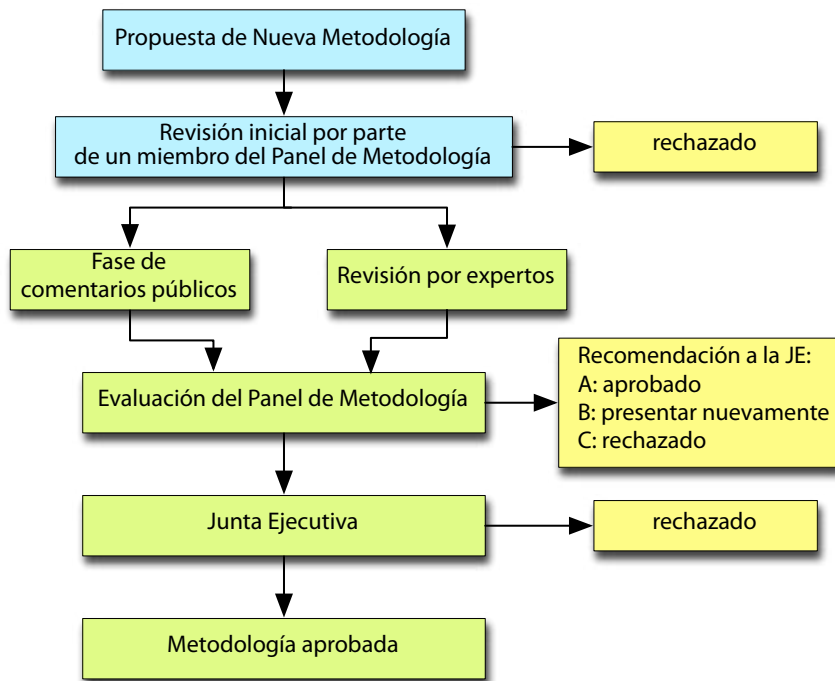 Propuesta de Nueva Metodología
Revisión inicial por parte
de un miembro del Panel de Metodología
rechazado
Fase de
comentarios públicos
Revisión por expertos
Evaluación del Panel de Metodología
Recomendación a la JE:
A: aprobado
B: presentar nuevamente
C: rechazado
Junta Ejecutiva
rechazado
Metodología aprobada